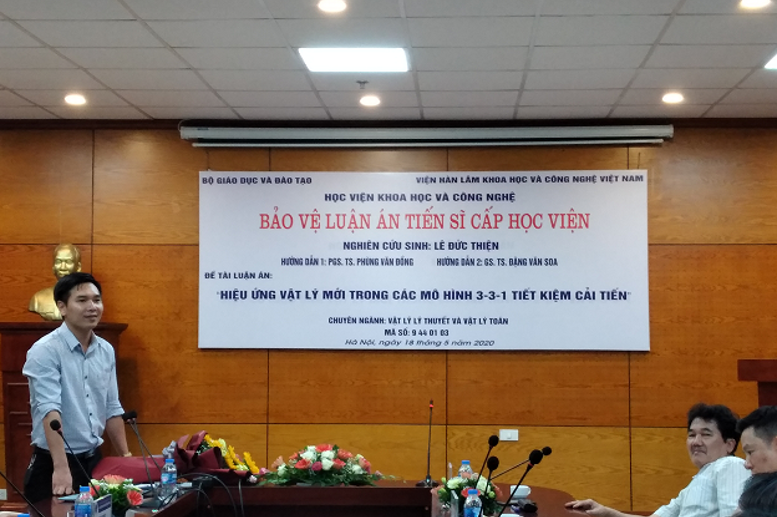 BỘ GIÁO DỤC VÀ ĐÀO TẠO VIỆN HÀN LÂM KHOA HỌC VÀ CÔNG NGHỆ VIỆT NAM
HỌC VIỆN KHOA HỌC VÀ CÔNG NGHỆ
BẢO VỆ LUẬN ÁN TIẾN SĨ CẤP HỌC VIỆN
NGHIÊN CỨU SINH: LÊ ĐỨC THIỆN
HƯỚNG DẪN 1: PGS. TS. PHÙNG VĂN ĐỒNG HƯỚNG DẪN 2: GS. TS. ĐẶNG VĂN SOA
ĐỀ TÀI LUẬN ÁN:
"HIỆU ỨNG VẬT LÝ MỚI TRONG CÁC MÔ HÌNH 3-3-1 TIẾT KIỆM CẢI TIẾN"
CHUYÊN NGÀNH: VẬT LÝ LÝ THUYẾT VÀ VẬT LÝ TOÁN
MÃ SỐ: 9 44 01 03
Hà Nội, ngày 18 tháng 5 năm 2020